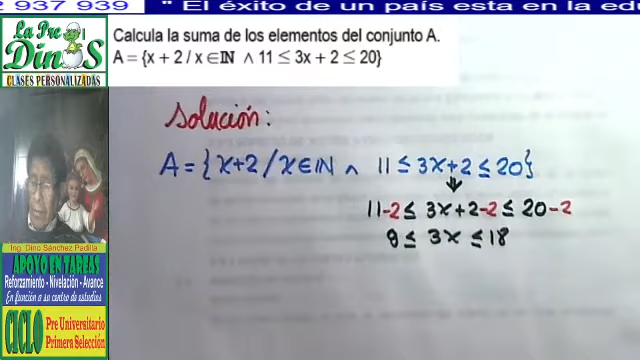 2 937 939 " El éxito de un país esta en la edu
La Pre
DinoS
CLASES PERSONALIZADAS
Calcula la suma de los elementos del conjunto A.
A = {x + 2 / x ∈ IN ∧ 11 ≤ 3x + 2 ≤ 20}
Solución:
A = { x+2 / x ∈ IN ∧ 11 ≤ 3x+2 ≤ 20}
11-2 ≤ 3x+2-2 ≤ 20-2
9 ≤ 3x ≤ 18
Ing. Dino Sánchez Padilla
APOYO EN TAREAS
Reforzamiento - Nivelación - Avance
En función a su centro de estudios
CICLO Pre Universitario
Primera Selección